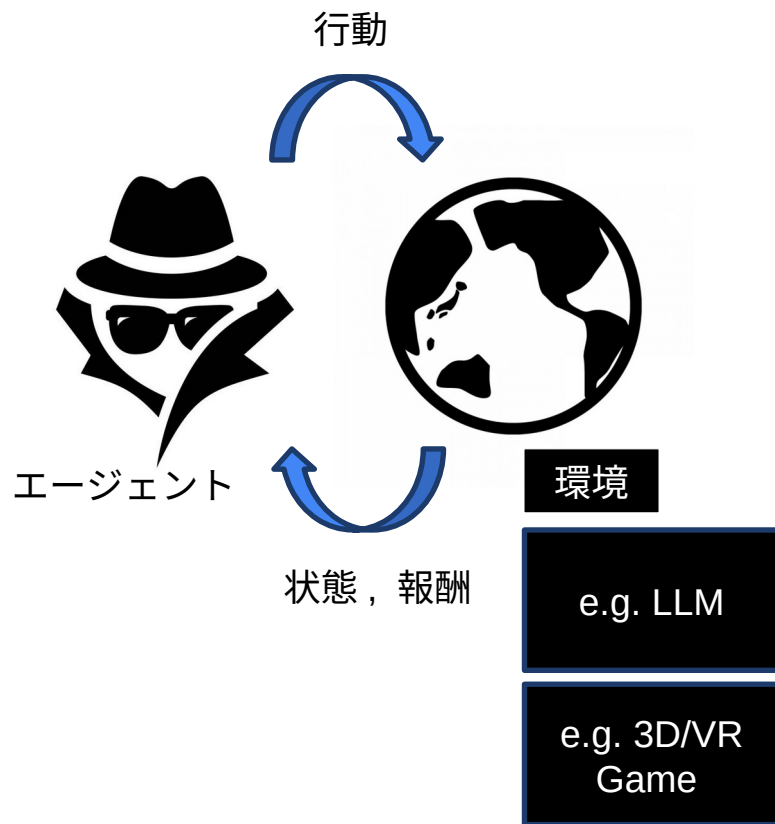 行動
エージェント
環境
状態 , 報酬
e.g. LLM
e.g. 3D/VR
Game